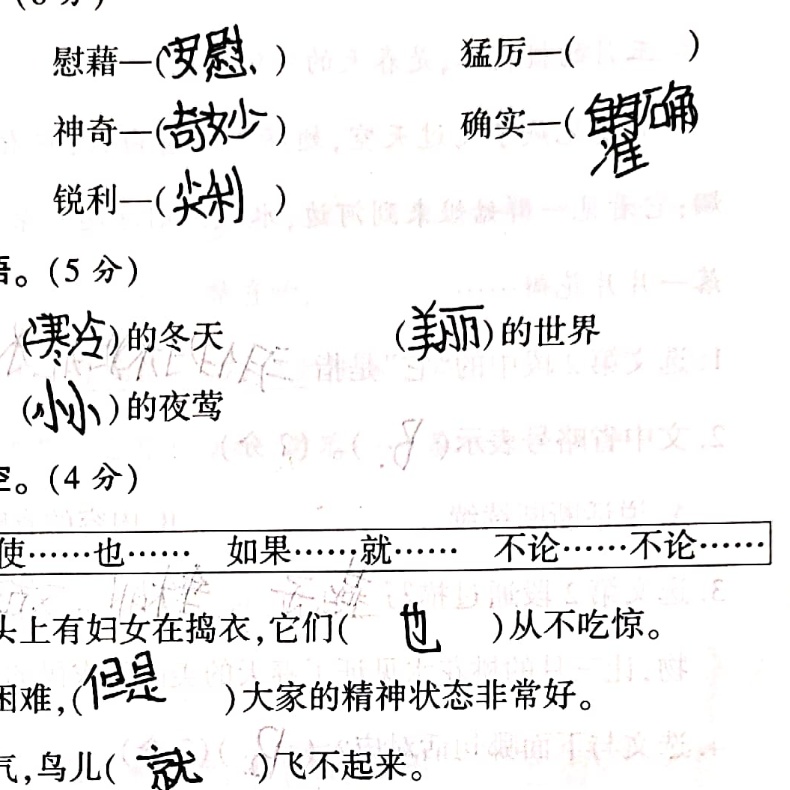 (6分)
慰藉—(安慰) 猛厉—( )
神奇—(奇妙) 确实—(的确)
锐利—(尖利)
语。(5分)
(寒冷)的冬天 (美丽)的世界
(小小)的夜莺
空。(4分)
使……也…… 如果……就…… 不论……不论……
头上有妇女在捣衣,它们( 也 )从不吃惊。
困难,(但是 )大家的精神状态非常好。
气,鸟儿( 就 )飞不起来。